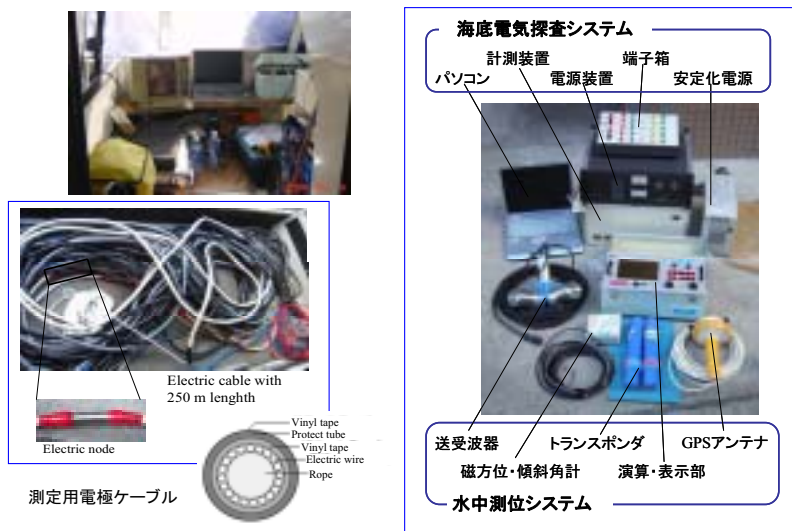 Electric cable with
250 m lenghth
Electric node
Vinyl tape
Protect tube
Vinyl tape
Electric wire
Rope
測定用電極ケーブル
海底電気探査システム
計測装置
端子箱
パソコン
電源装置
安定化電源
送受波器
トランスポンダ
GPSアンテナ
磁方位・傾斜角計
演算・表示部
水中測位システム